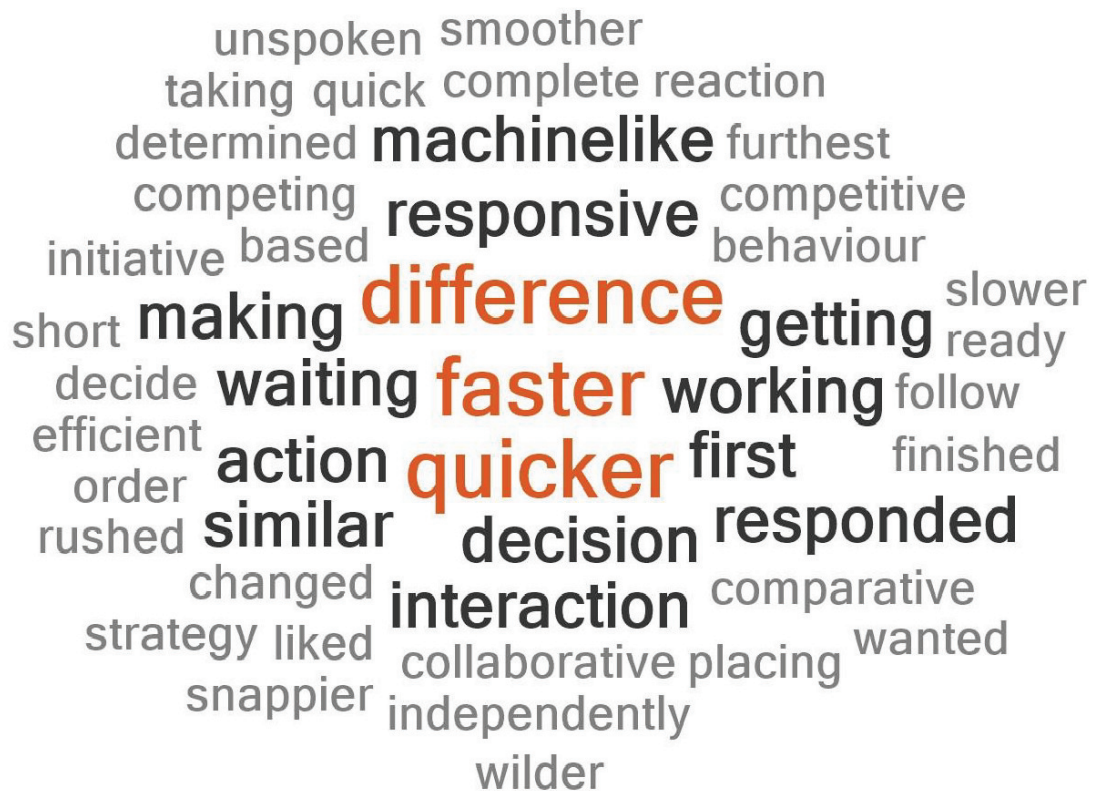 unspoken smoother
taking quick complete reaction
determined machinelike furthest
competing responsive competitive
initiative based difference behaviour
short making getting slower
ready
decide waiting faster working follow
efficient action quicker first finished
order similar decision responded
rushed
changed interaction comparative
strategy liked collaborative placing wanted
snappier independently
wilder